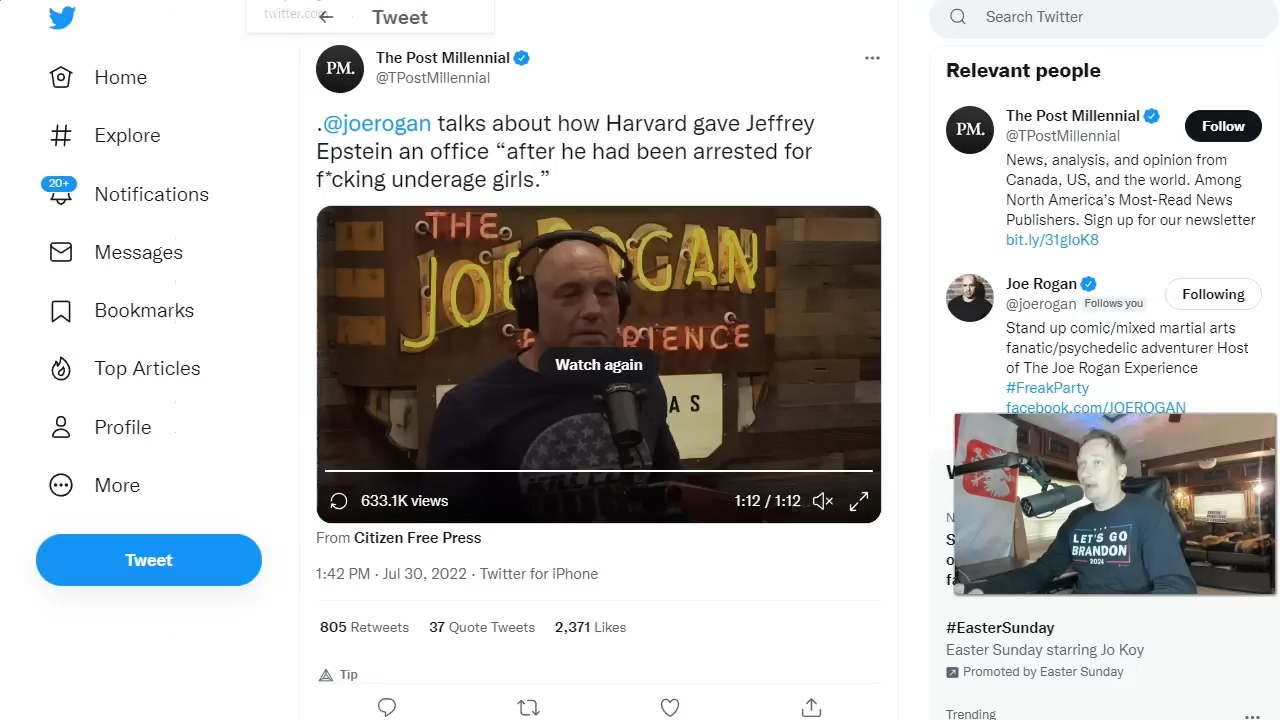 twitter.com
Tweet
Search Twitter
Home
Explore
20+
Notifications
Messages
Bookmarks
Top Articles
Profile
More
Tweet
PM.
The Post Millennial
@TPostMillennial
.@joerogan talks about how Harvard gave Jeffrey
Epstein an office “after he had been arrested for
f*cking underage girls.”
THE
JOE ROGAN
Watch again
A S
633.1K views
1:12 / 1:12
From Citizen Free Press
1:42 PM · Jul 30, 2022 · Twitter for iPhone
805 Retweets 37 Quote Tweets 2,371 Likes
Tip
Relevant people
PM.
The Post Millennial
Follow
@TPostMillennial
News, analysis, and opinion from
Canada, US, and the world. Among
North America’s Most-Read News
Publishers. Sign up for our newsletter
bit.ly/31gIoK8
Joe Rogan
Following
@joerogan Follows you
Stand up comic/mixed martial arts
fanatic/psychedelic adventurer Host
of The Joe Rogan Experience
#FreakParty
facebook.com/JOEROGAN
LET'S GO
BRANDON
2024
#EasterSunday
Easter Sunday starring Jo Koy
Promoted by Easter Sunday
Trending